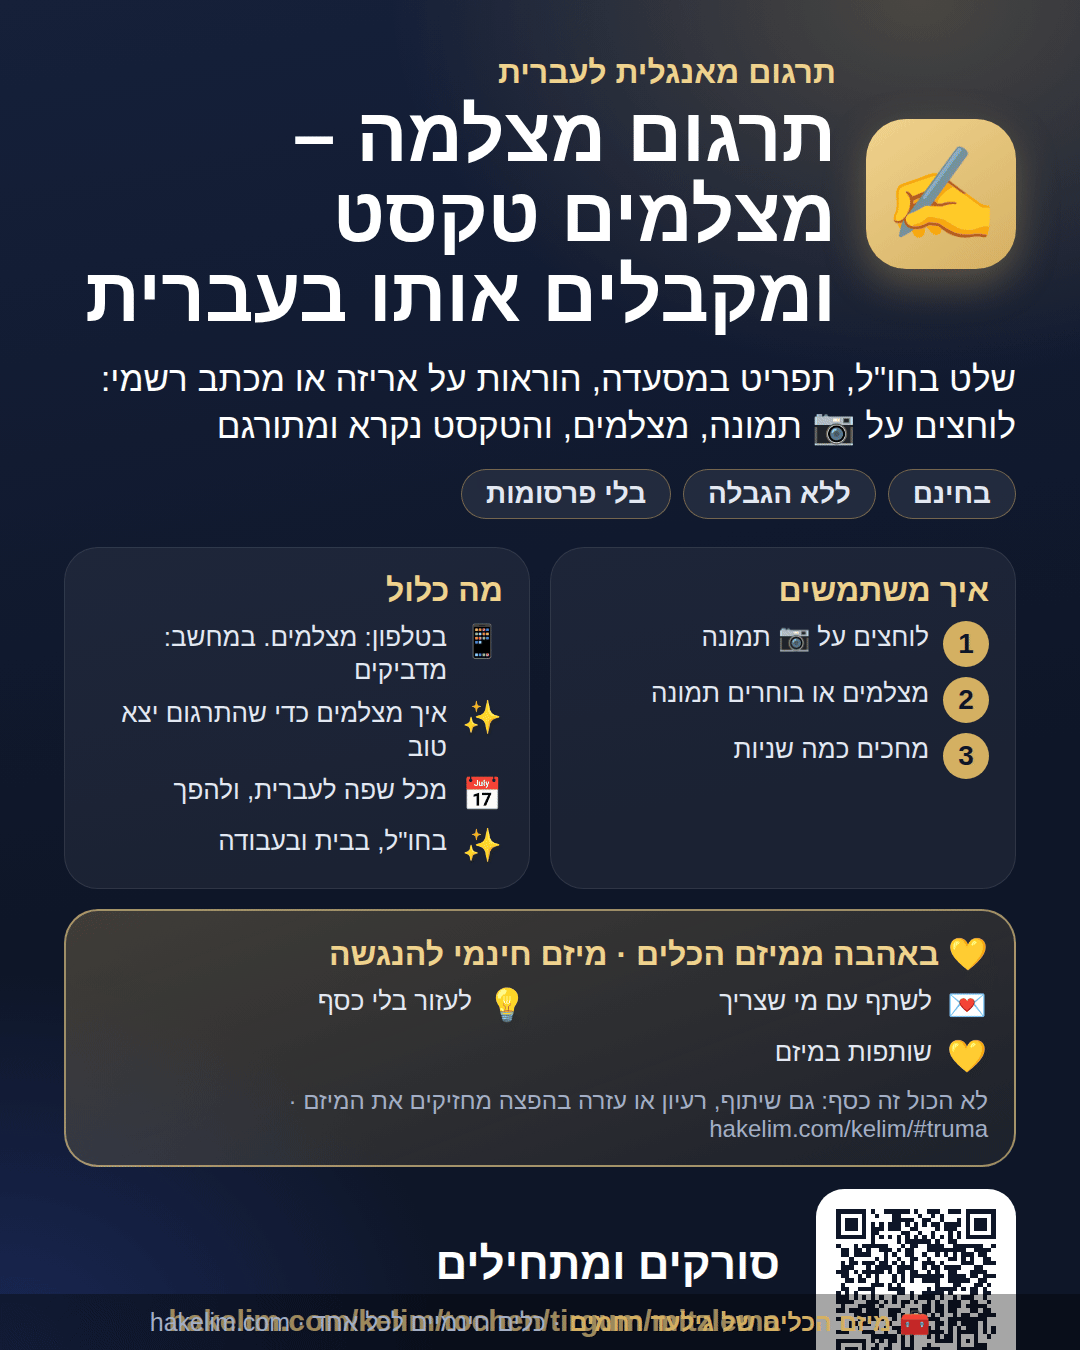 תרגום מאנגלית לעברית
תרגום מצלמה –
מצלמים טקסט
ומקבלים אותו בעברית
שלט בחו"ל, תפריט במסעדה, הוראות על אריזה או מכתב רשמי:
לוחצים על 📷 תמונה, מצלמים, והטקסט נקרא ומתורגם
בחינם
ללא הגבלה
בלי פרסומות
איך משתמשים
1 לוחצים על 📷 תמונה
2 מצלמים או בוחרים תמונה
3 מחכים כמה שניות
מה כלול
בטלפון: מצלמים. במחשב:
מדביקים
איך מצלמים כדי שהתרגום יצא
טוב
מכל שפה לעברית, ולהפך
בחו"ל, בבית ובעבודה
💛 באהבה ממיזם הכלים · מיזם חינמי להנגשה
לשתף עם מי שצריך
לעזור בלי כסף
שותפות במיזם
לא הכול זה כסף: גם שיתוף, רעיון או עזרה בהפצה מחזיקים את המיזם ·
hakelim.com/kelim/#truma
סורקים ומתחילים
מיזם הכלים של
hakelim.com